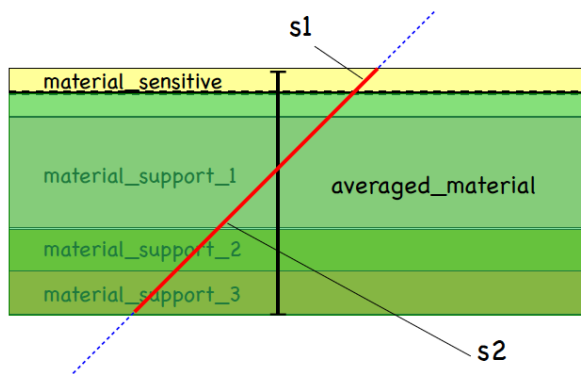 s1
material_sensitive
material_support_1
averaged_material
material_support_2
material_support_3
s2